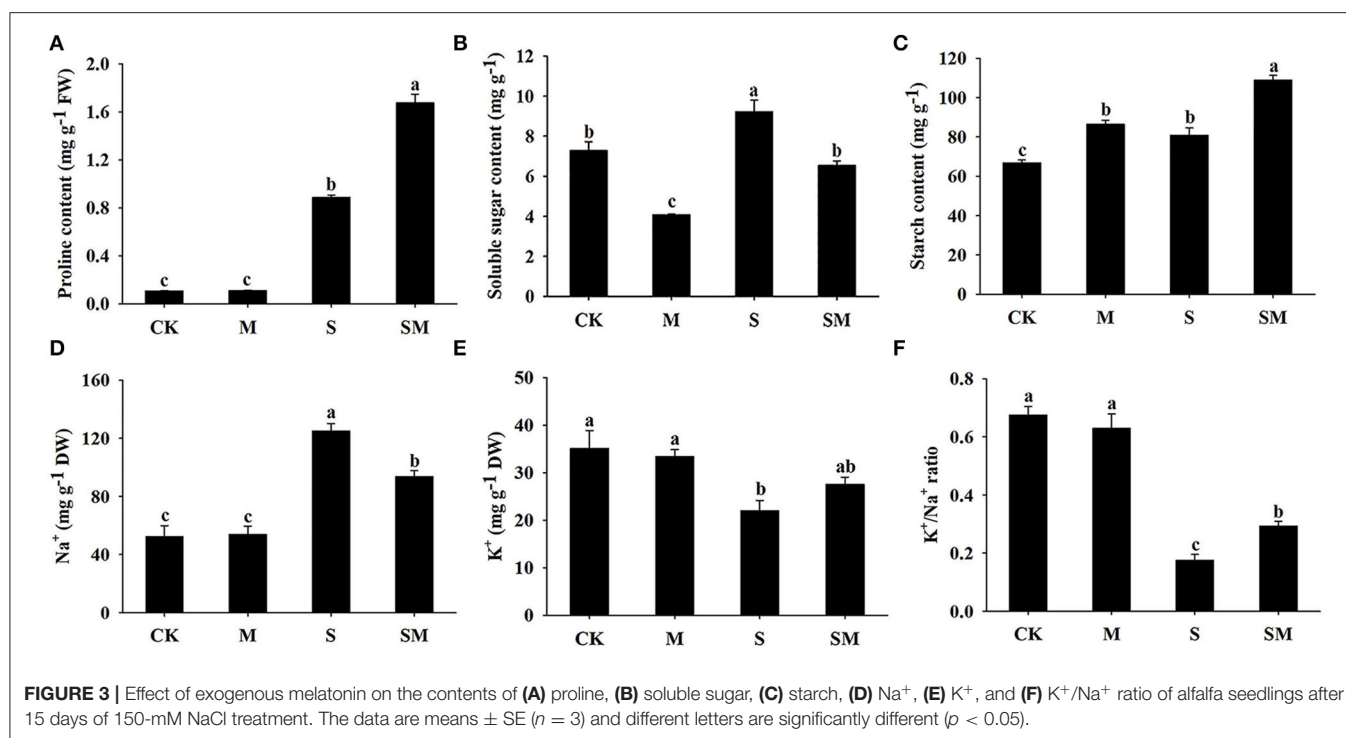 A
Proline content (mg g⁻¹ FW)
2.0
1.6
1.2
0.8
0.4
0.0
c
c
b
a
CK M S SM
B
Soluble sugar content (mg g⁻¹)
12
10
8
6
4
2
0
b
c
a
b
CK M S SM
C
Starch content (mg g⁻¹)
120
100
80
60
40
20
0
c
b
b
a
CK M S SM
D
Na⁺ (mg g⁻¹ DW)
160
120
80
40
0
c
c
a
b
CK M S SM
E
K⁺ (mg g⁻¹ DW)
50
40
30
20
10
0
a
a
b
ab
CK M S SM
F
K⁺/Na⁺ ratio
0.8
0.6
0.4
0.2
0.0
a
a
c
b
CK M S SM
FIGURE 3 | Effect of exogenous melatonin on the contents of (A) proline, (B) soluble sugar, (C) starch, (D) Na⁺, (E) K⁺, and (F) K⁺/Na⁺ ratio of alfalfa seedlings after
15 days of 150-mM NaCl treatment. The data are means ± SE (n = 3) and different letters are significantly different (p < 0.05).